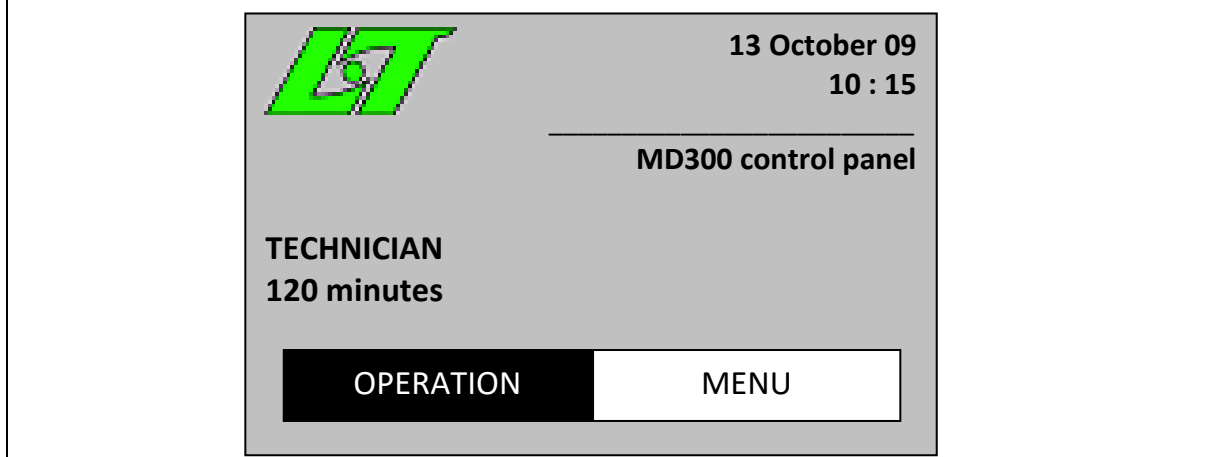 13 October 09
10 : 15
MD300 control panel
TECHNICIAN
120 minutes
OPERATION MENU